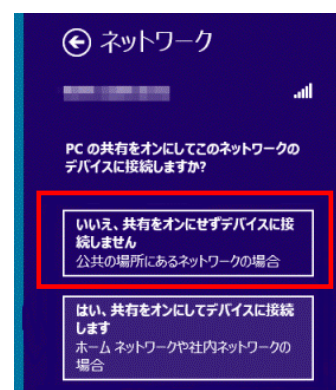 ネットワーク
PC の共有をオンにしてこのネットワークの
デバイスに接続しますか?
いいえ、共有をオンにせずデバイスに接
続しません
公共の場所にあるネットワークの場合
はい、共有をオンにしてデバイスに接続
します
ホーム ネットワークや社内ネットワークの
場合